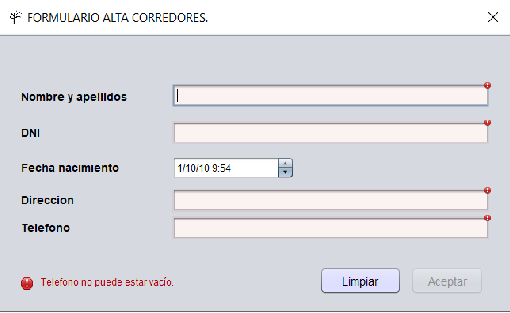 FORMULARIO ALTA CORREDORES.
Nombre y apellidos
DNI
Fecha nacimiento 1/10/10 9:54
Direccion
Telefono
Telefono no puede estar vacío. Limpiar Aceptar